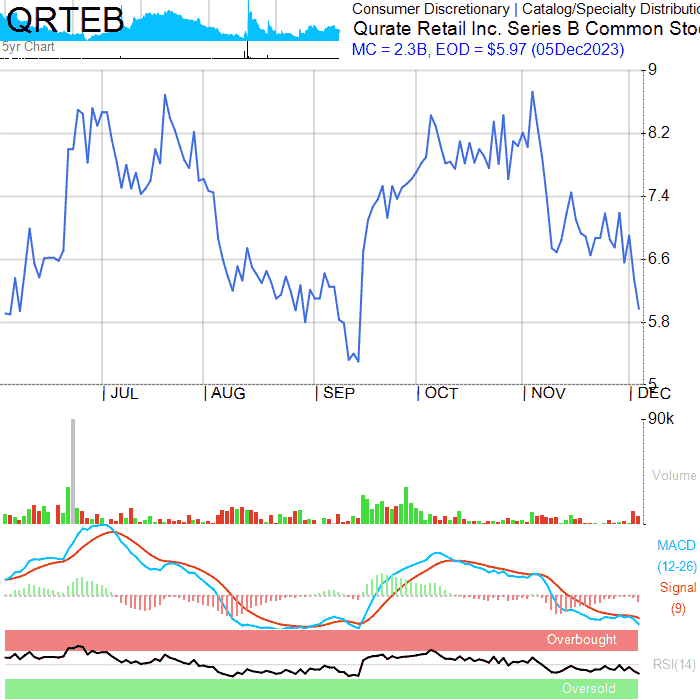 QRTEB
5yr Chart
Consumer Discretionary | Catalog/Specialty Distributio
Qurate Retail Inc. Series B Common Sto
MC = 2.3B, EOD = $5.97 (05Dec2023)
9
8.2
7.4
6.6
5.8
5
| JUL | AUG | SEP | OCT | NOV | DEC
90k
Volume
MACD
(12-26)
Signal
(9)
Overbought
RSI(14)
Oversold